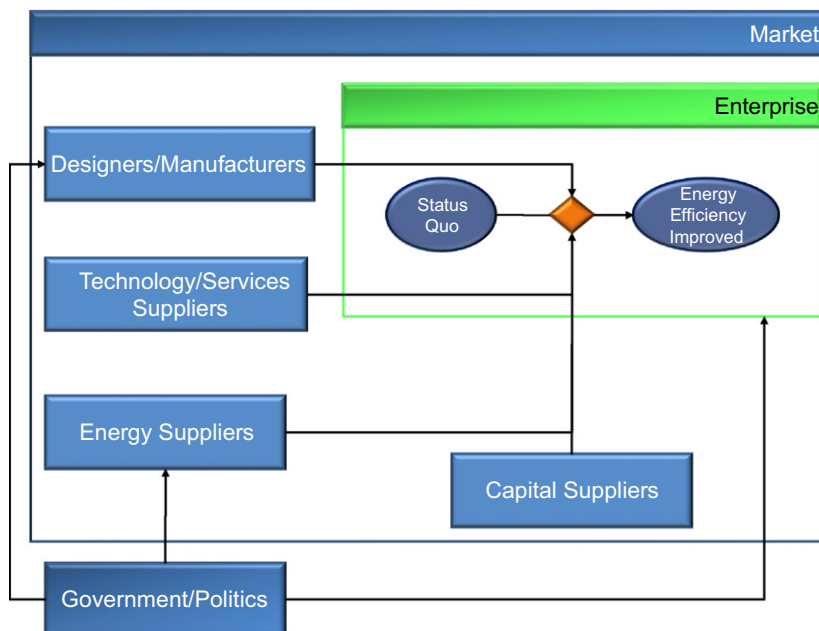 Market
Enterprise
Designers/Manufacturers
Status
Quo
Energy
Efficiency
Improved
Technology/Services
Suppliers
Energy Suppliers
Capital Suppliers
Government/Politics